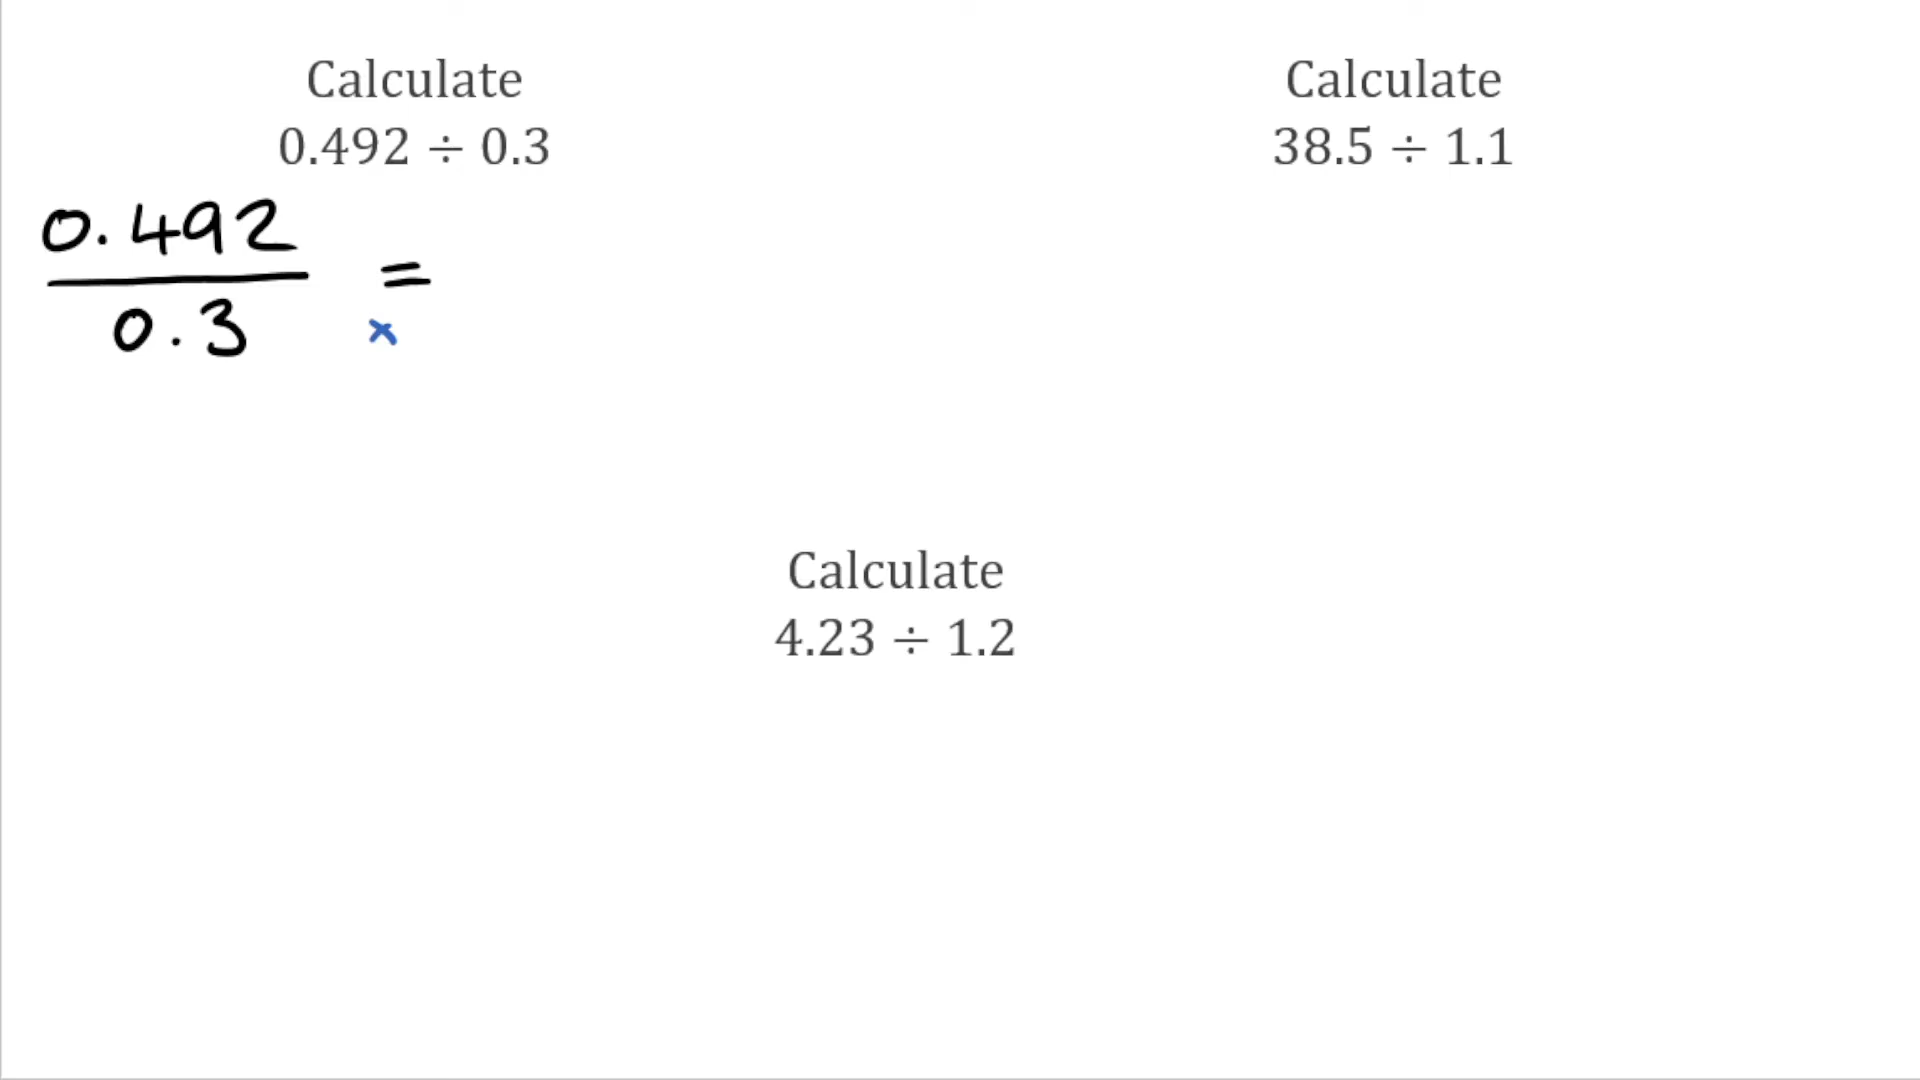 Calculate
0.492 ÷ 0.3
0.492
0.3
=
×
Calculate
38.5 ÷ 1.1
Calculate
4.23 ÷ 1.2